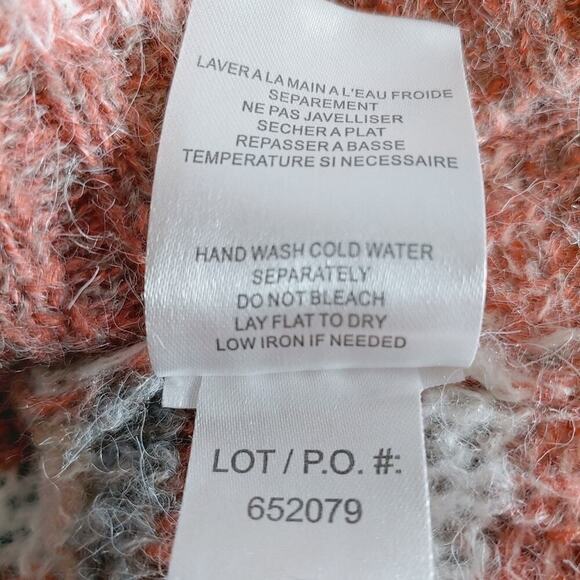 LAVER A LA MAIN A L'EAU FROIDE
SEPAREMENT
NE PAS JAVELLISER
SECHER A PLAT
REPASSER A BASSE
TEMPERATURE SI NECESSAIRE
HAND WASH COLD WATER
SEPARATELY
DO NOT BLEACH
LAY FLAT TO DRY
LOW IRON IF NEEDED
LOT / P.O. #:
652079